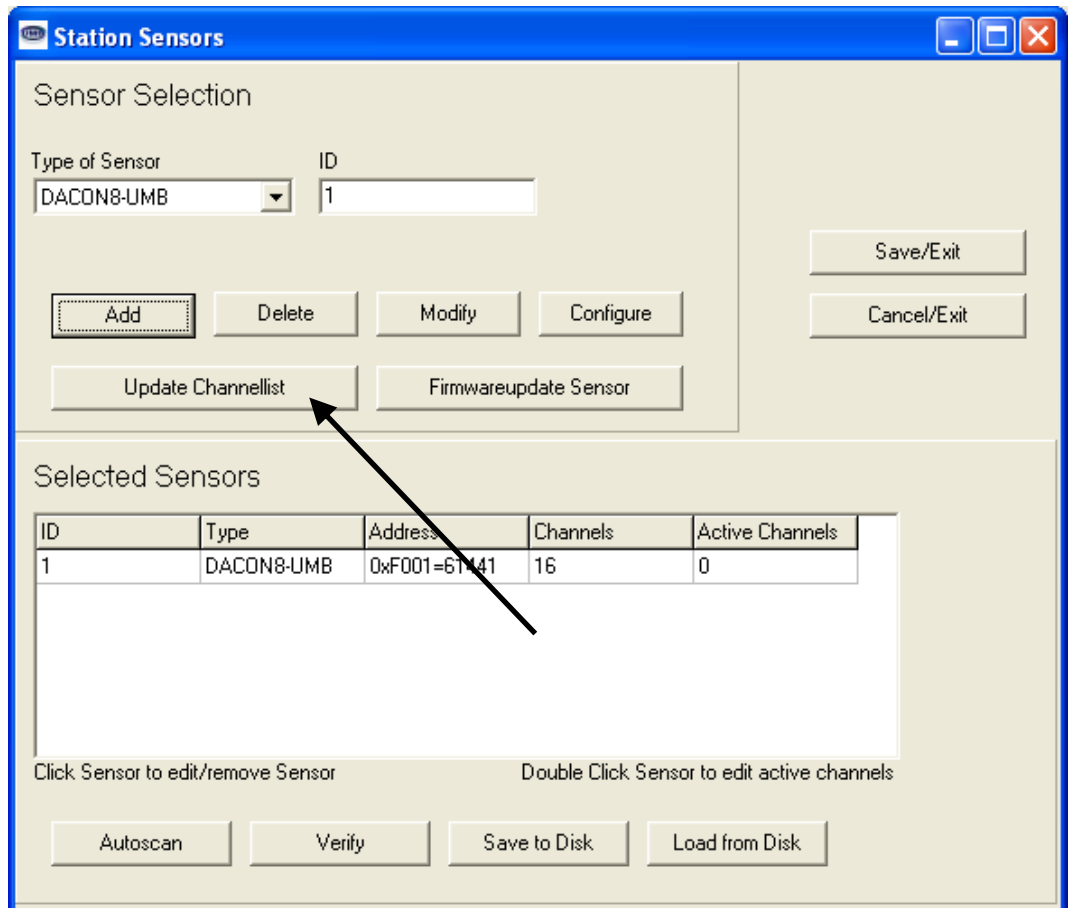 Station Sensors
Sensor Selection
Type of Sensor ID
DACON8-UMB 1
Save/Exit
Add Delete Modify Configure
Cancel/Exit
Update Channellist Firmwareupdate Sensor
Selected Sensors
ID Type Address Channels Active Channels
1 DACON8-UMB 0xF001=61441 16 0
Click Sensor to edit/remove Sensor Double Click Sensor to edit active channels
Autoscan Verify Save to Disk Load from Disk